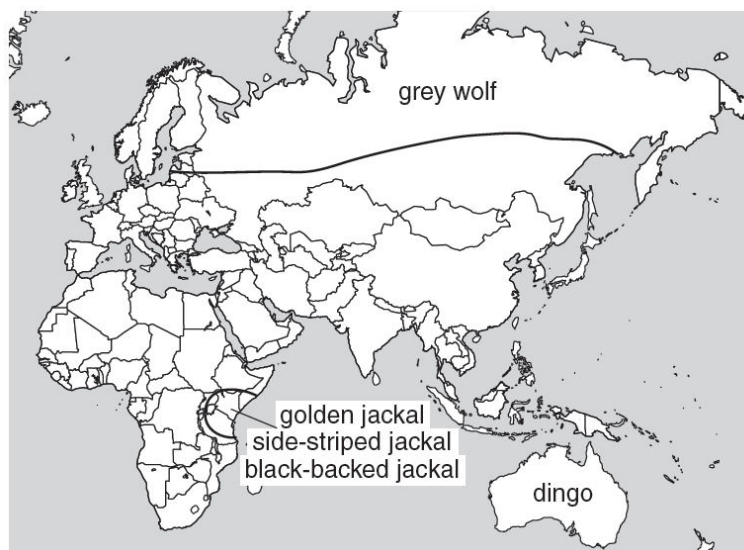 grey wolf
golden jackal
side-striped jackal
black-backed jackal
dingo